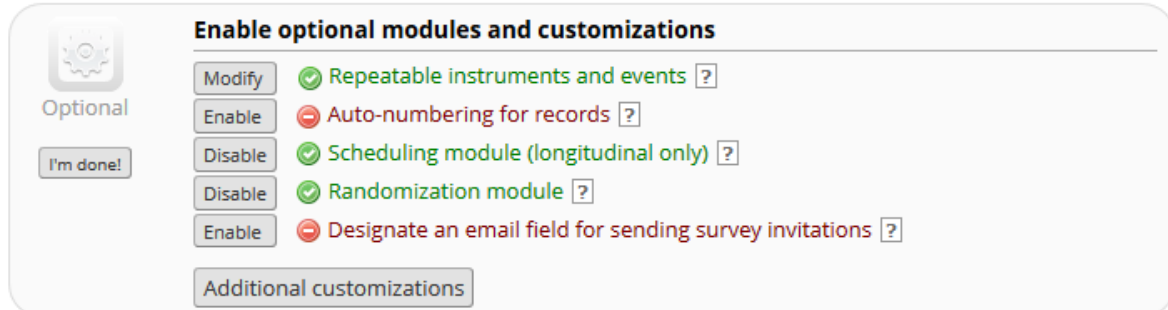 Enable optional modules and customizations
Optional
I'm done!
Modify Repeatable instruments and events ?
Enable Auto-numbering for records ?
Disable Scheduling module (longitudinal only) ?
Disable Randomization module ?
Enable Designate an email field for sending survey invitations ?
Additional customizations